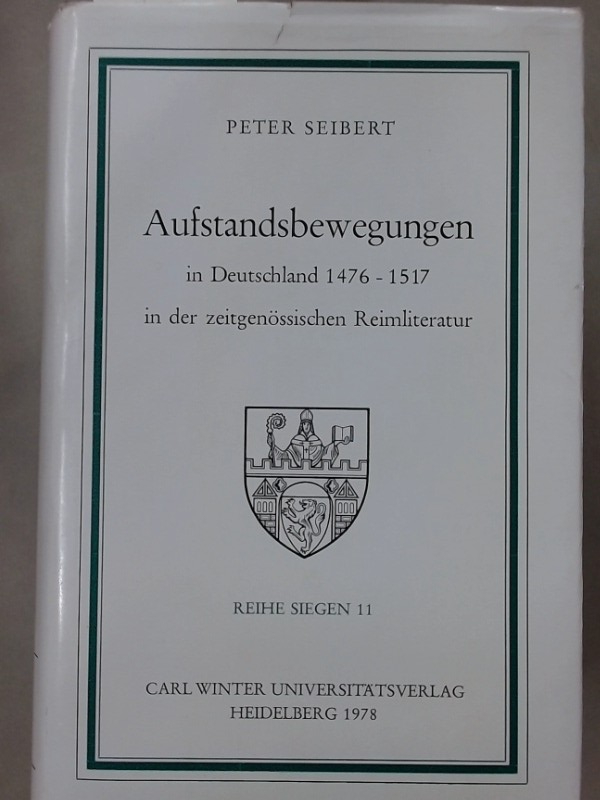 PETER SEIBERT
Aufstandsbewegungen
in Deutschland 1476 - 1517
in der zeitgenössischen Reimliteratur
REIHE SIEGEN 11
CARL WINTER UNIVERSITÄTSVERLAG
HEIDELBERG 1978